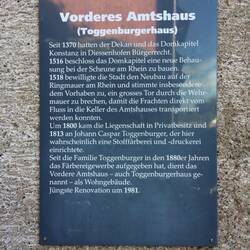 Vorderes Amtshaus
(Toggenburgerhaus)
Seit 1370 hatten der Dekan und das Domkapitel
Konstanz in Diessenhofen Bürgerrecht.
1516 beschloss das Domkapitel eine neue Behau-
sung bei der Scheune am Rhein zu bauen.
1518 bewilligte die Stadt den Neubau auf der
Ringmauer am Rhein und stimmte insbesondere
dem Vorhaben zu, ein grosses Tor durch die Wehr-
mauer zu brechen, damit die Frachten direkt vom
Fluss in die Keller des Amtshauses transportiert
werden konnten.
Um 1800 kam die Liegenschaft in Privatbesitz und
1813 an Johann Caspar Toggenburger, der hier
wahrscheinlich eine Stoffärberei und -druckerei
einrichtete.
Seit die Familie Toggenburger in den 1880er Jahren
das Färbereigewerbe aufgegeben hat, dient das
Vordere Amtshaus – auch Toggenburgerhaus ge-
nannt – als Wohngebäude.
Jüngste Renovation um 1981.